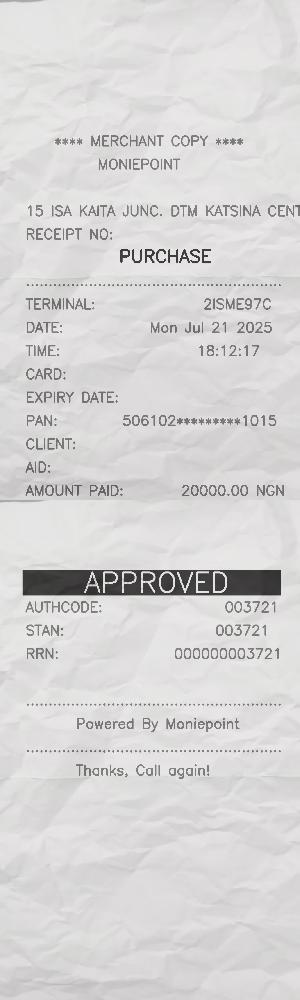 **** MERCHANT COPY ****
MONIEPOINT
15 ISA KAITA JUNC. DTM KATSINA CENT
RECEIPT NO:
PURCHASE
TERMINAL: 2ISME97C
DATE: Mon Jul 21 2025
TIME: 18:12:17
CARD:
EXPIRY DATE:
PAN: 506102*********1015
CLIENT:
AID:
AMOUNT PAID: 20000.00 NGN
APPROVED
AUTHCODE: 003721
STAN: 003721
RRN: 000000003721
Powered By Moniepoint
Thanks, Call again!